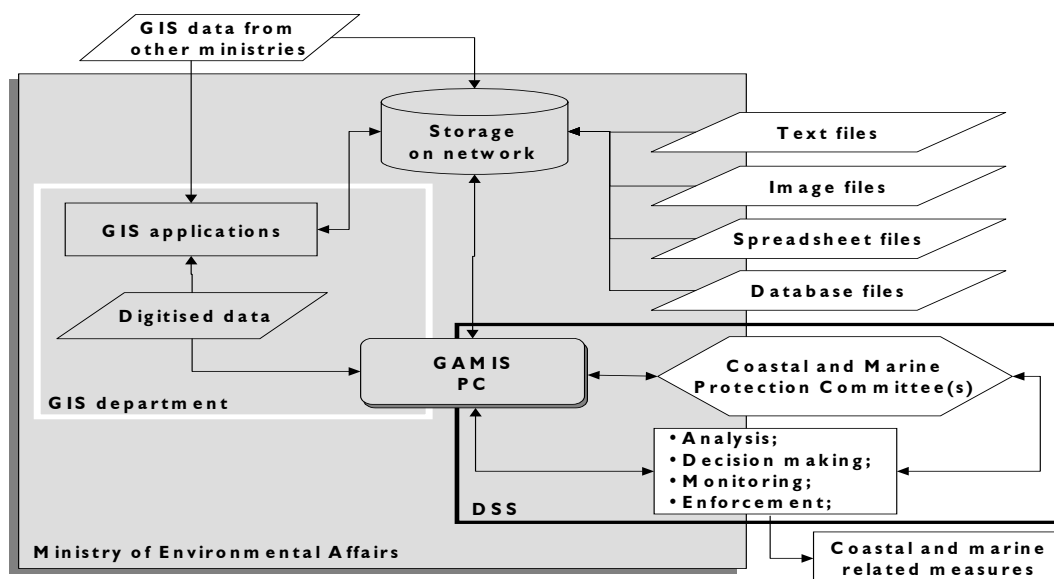 GIS data from
other ministries
Storage
on network
Text files
Image files
GIS applications
Spreadsheet files
Digitised data
Database files
GAMIS
PC
Coastal and Marine
Protection Committee(s)
GIS department
• Analysis;
• Decision making;
• Monitoring;
• Enforcement;
DSS
Ministry of Environmental Affairs
Coastal and marine
related measures